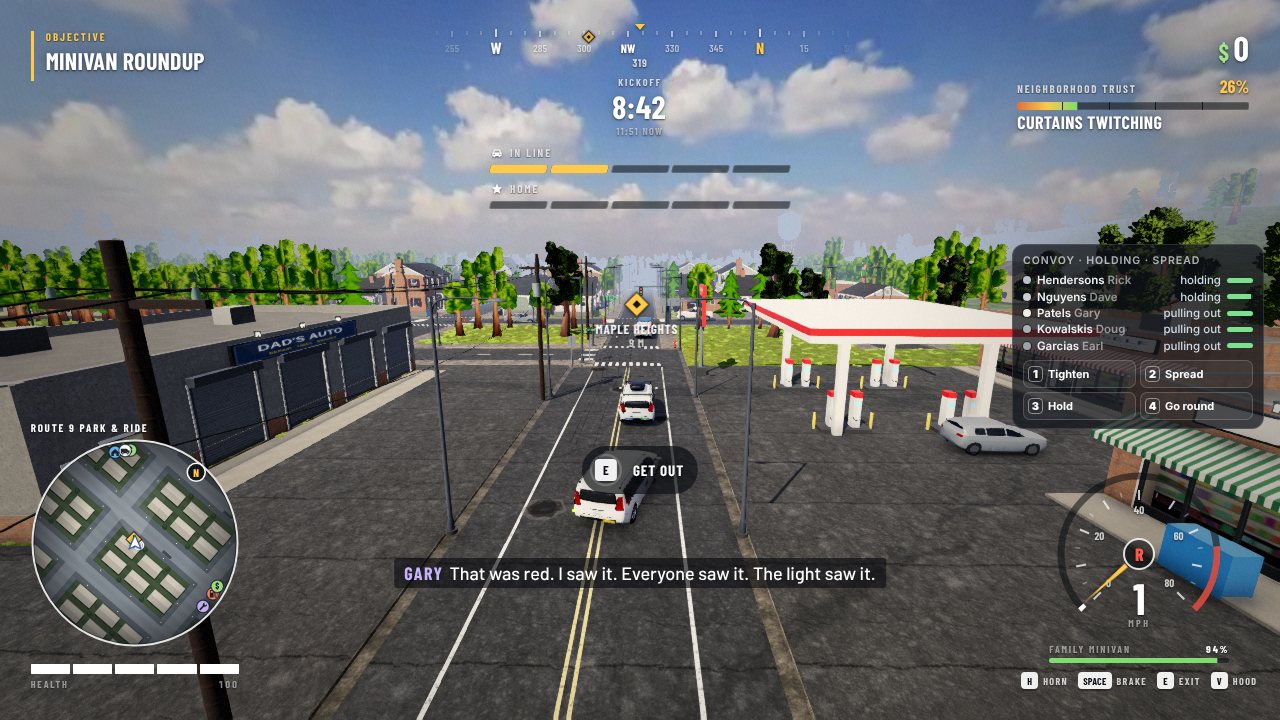 OBJECTIVE
MINIVAN ROUNDUP
255 W 285 300 NW 330 345 N 15
319
KICKOFF
8:42
11:51 NOW
IN LINE
HOME
$ 0
NEIGHBORHOOD TRUST 26%
CURTAINS TWITCHING
CONVOY · HOLDING · SPREAD
Hendersons Rick holding
Nguyens Dave holding
Patels Gary pulling out
Kowalskis Doug pulling out
Garcias Earl pulling out
1 Tighten 2 Spread
3 Hold 4 Go round
DAD'S AUTO
MAPLE HEIGHTS
9 M
E GET OUT
GARY That was red. I saw it. Everyone saw it. The light saw it.
ROUTE 9 PARK & RIDE
N
$
HEALTH 100
0 20 40 60 80
R
1
MPH
FAMILY MINIVAN 94%
H HORN SPACE BRAKE E EXIT V HOOD